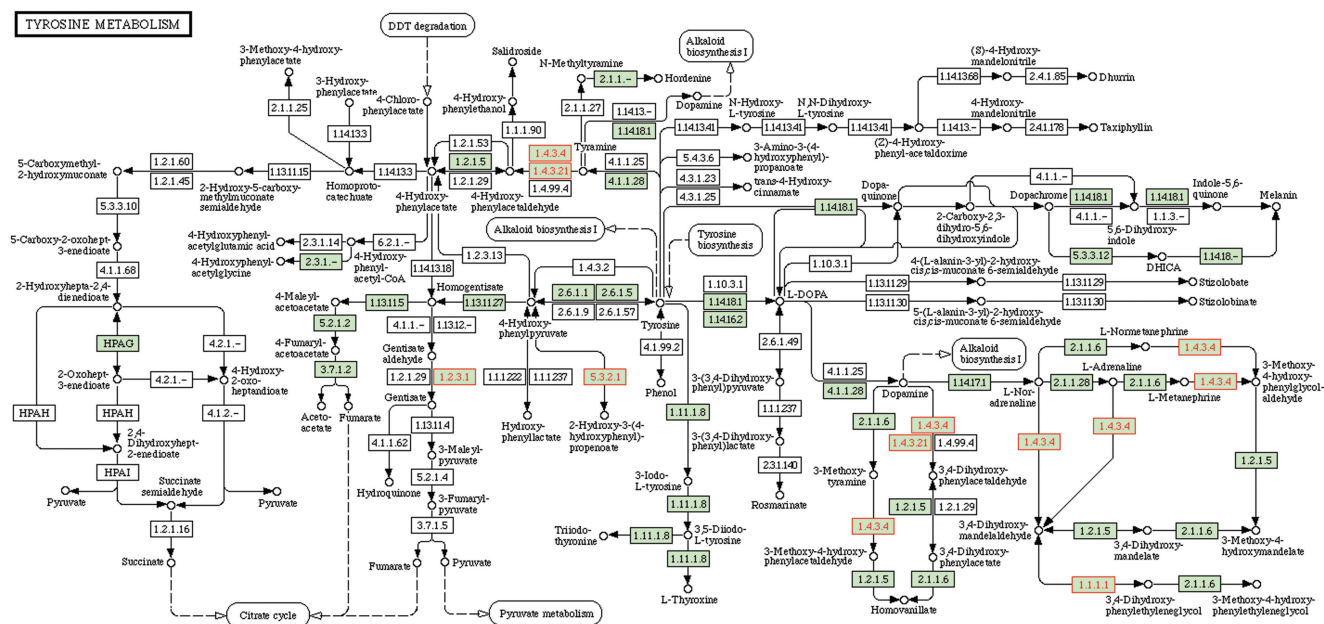 TYROSINE METABOLISM
DDT degradation
3-Methoxy-4-hydroxy-
phenylacetate
3-Hydroxy-
phenylacetate
4-Chloro-
phenylacetate
2.1.1.25
1.14.13.3
Salidroside
4-Hydroxy-
phenylethanol
1.1.1.90
N-Methyltyramine
2.1.1.-
Hordenine
2.1.1.27
Alkaloid
biosynthesis I
Dopamine
1.14.13.-
1.14.18.1
Tyramine
N-Hydroxy-
L-tyrosine
N,N-Dihydroxy-
L-tyrosine
1.14.13.41
1.14.13.41
1.14.13.41
(S)-4-Hydroxy-
mandelonitrile
1.14.13.68
2.4.1.85
Dhurrin
4-Hydroxy-
mandelonitrile
1.14.13.-
2.4.1.178
Taxiphyllin
(Z)-4-Hydroxy-
phenyl-acetaldoxime
5-Carboxymethyl-
2-hydroxymuconate
1.2.1.60
1.2.1.45
2-Hydroxy-5-carboxy-
methylmuconate
semialdehyde
1.13.11.15
Homoproto-
catechuate
1.14.13.3
4-Hydroxy-
phenylacetate
1.2.1.53
1.2.1.5
1.2.1.29
4-Hydroxy-
phenylacetaldehyde
1.4.3.4
1.4.3.21
1.4.99.4
4.1.1.25
4.1.1.28
5.4.3.6
4.3.1.23
4.3.1.25
3-Amino-3-(4-
hydroxyphenyl)-
propanoate
trans-4-Hydroxy-
cinnamate
5.3.3.10
5-Carboxy-2-oxohept-
3-enedioate
4.1.1.68
2-Hydroxyhepta-2,4-
dienedioate
4-Hydroxyphenyl-
acetylglutamic acid
2.3.1.14
6.2.1.-
4-Hydroxyphenyl-
acetylglycine
2.3.1.-
4-Hydroxy-
phenyl-
acetyl-CoA
1.14.13.18
1.2.3.13
Alkaloid biosynthesis I
Tyrosine
biosynthesis
1.4.3.2
1.14.18.1
Dopa-
quinone
4.1.1.-
2-Carboxy-2,3-
dihydro-5,6-
dihydroxyindole
Dopachrome
1.14.18.1
4.1.1.-
5,6-Dihydroxy-
indole
1.14.18.1
1.1.3.-
Indole-5,6-
quinone
Melanin
5.3.3.12
DHICA
1.14.18.-
1.10.3.1
4-(L-alanin-3-yl)-2-hydroxy-
cis,cis-muconate 6-semialdehyde
1.13.11.29
1.13.11.29
Stizolobate
1.13.11.30
1.13.11.30
Stizolobinate
5-(L-alanin-3-yl)-2-hydroxy-
cis,cis-muconate 6-semialdehyde
4-Maleyl-
acetoacetate
1.13.11.5
Homogentisate
1.13.11.27
4-Hydroxy-
phenylpyruvate
2.6.1.1
2.6.1.5
2.6.1.9
2.6.1.57
Tyrosine
1.10.3.1
1.14.18.1
1.14.16.2
L-DOPA
5.2.1.2
4-Fumaryl-
acetoacetate
3.7.1.2
Aceto-
acetate
Fumarate
4.1.1.-
1.13.12.-
Gentisate
aldehyde
1.2.1.29
1.2.3.1
Gentisate
1.1.1.222
1.1.1.237
5.3.2.1
Hydroxy-
phenyllactate
2-Hydroxy-3-(4-
hydroxyphenyl)-
propenoate
4.1.99.2
Phenol
2.6.1.49
3-(3,4-Dihydroxy-
phenyl)pyruvate
1.1.1.237
3-(3,4-Dihydroxy-
phenyl)lactate
2.3.1.140
Rosmarinate
HPAG
4.2.1.-
2-Oxohept-
3-enedioate
4.2.1.-
4-Hydroxy-
2-oxo-
heptandioate
HPAH
HPAH
4.1.2.-
2,4-
Dihydroxyhept-
2-enedioate
HPAI
Pyruvate
Succinate
semialdehyde
Pyruvate
1.2.1.16
Succinate
4.1.1.62
Hydroquinone
1.13.11.4
3-Maleyl-
pyruvate
5.2.1.4
3-Fumaryl-
pyruvate
3.7.1.5
Fumarate
Pyruvate
Citrate cycle
Pyruvate metabolism
1.11.1.8
3-Iodo-
L-tyrosine
1.11.1.8
Triiodo-
thyronine
1.11.1.8
3,5-Diiodo-
L-tyrosine
1.11.1.8
L-Thyroxine
4.1.1.25
4.1.1.28
Alkaloid
biosynthesis I
Dopamine
1.14.17.1
L-Nor-
adrenaline
2.1.1.28
L-Adrenaline
2.1.1.6
L-Metanephrine
1.4.3.4
2.1.1.6
L-Normetanephrine
1.4.3.4
3-Methoxy-
4-hydroxy-
phenylglycol-
aldehyde
2.1.1.6
1.4.3.4
1.4.3.21
1.4.99.4
3-Methoxy-
tyramine
3,4-Dihydroxy-
phenylacetaldehyde
1.4.3.4
1.2.1.5
1.2.1.29
3-Methoxy-4-hydroxy-
phenylacetaldehyde
3,4-Dihydroxy-
phenylacetate
1.2.1.5
2.1.1.6
Homovanillate
1.4.3.4
1.4.3.4
1.2.1.5
3,4-Dihydroxy-
mandelaldehyde
1.2.1.5
3,4-Dihydroxy-
mandelate
2.1.1.6
3-Methoxy-4-
hydroxymandelate
1.1.1.1
3,4-Dihydroxy-
phenylethyleneglycol
2.1.1.6
3-Methoxy-4-hydroxy-
phenylethyleneglycol